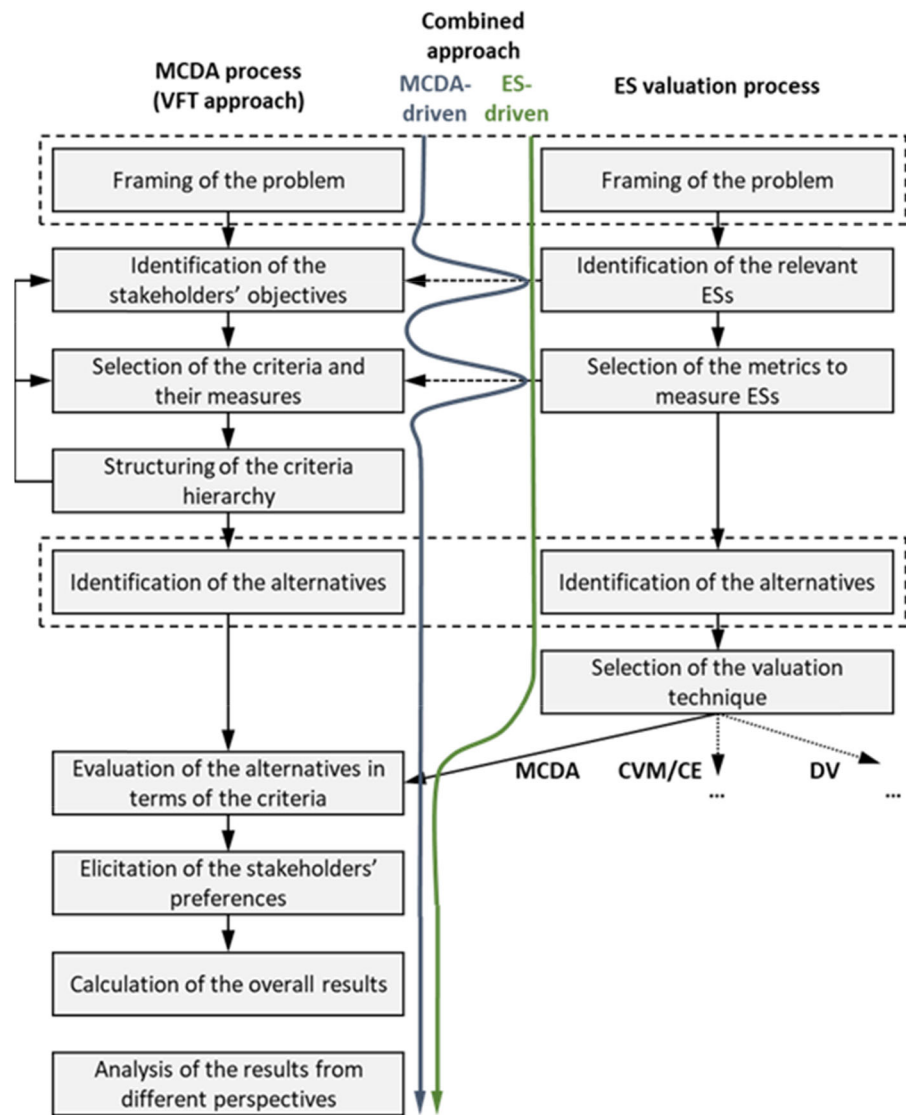 Combined
approach
MCDA process
(VFT approach)
MCDA-
driven
ES-
driven
ES valuation process
Framing of the problem
Framing of the problem
Identification of the
stakeholders’ objectives
Identification of the relevant
ESs
Selection of the criteria and
their measures
Selection of the metrics to
measure ESs
Structuring of the criteria
hierarchy
Identification of the alternatives
Identification of the alternatives
Selection of the valuation
technique
Evaluation of the alternatives in
terms of the criteria
MCDA
CVM/CE
...
DV
...
Elicitation of the stakeholders’
preferences
Calculation of the overall results
Analysis of the results from
different perspectives